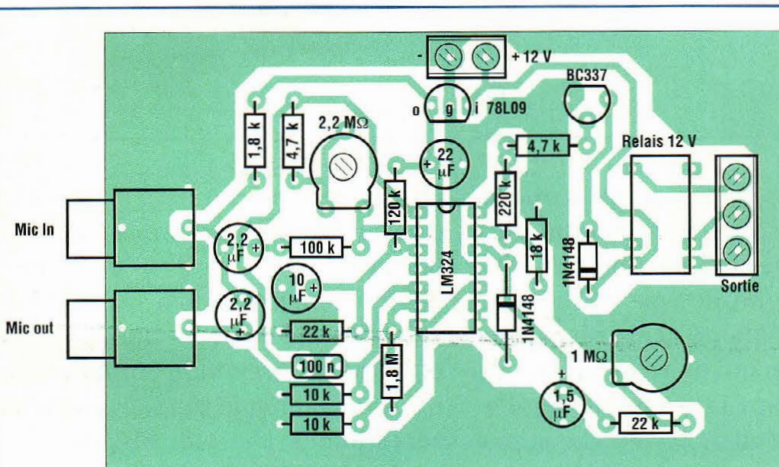 - + 12 V
BC337
o g i 78L09
2,2 MΩ
1,8 k
4,7 k
+ 22 µF
4,7 k
Relais 12 V
120 k
220 k
18 k
Mic In
2,2 µF +
100 k
LM324
1N4148
Sortie
10 µF +
Mic out
2,2 µF +
22 k
1N4148
1 MΩ
100 n
1,8 M
10 k
+
1,5 µF
10 k
22 k